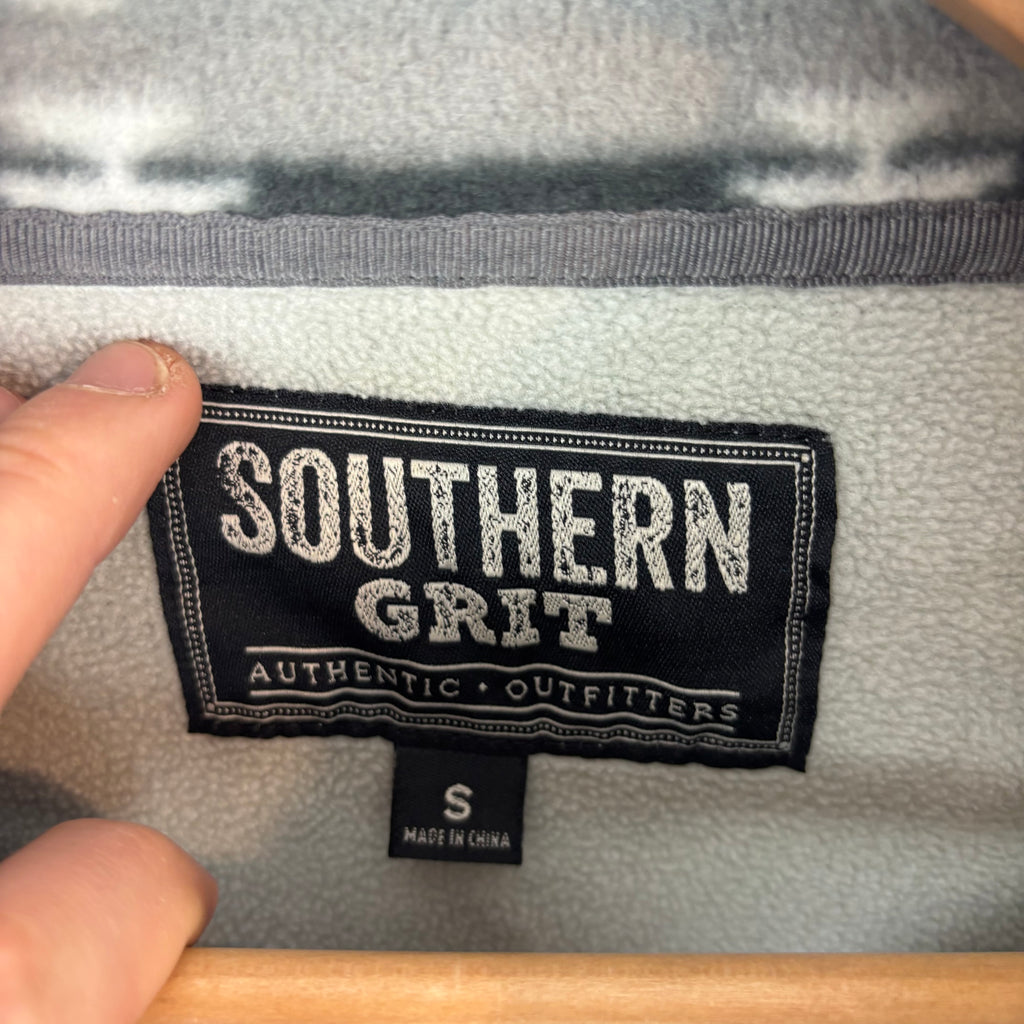 SOUTHERN
GRIT
AUTHENTIC • OUTFITTERS
S
MADE IN CHINA